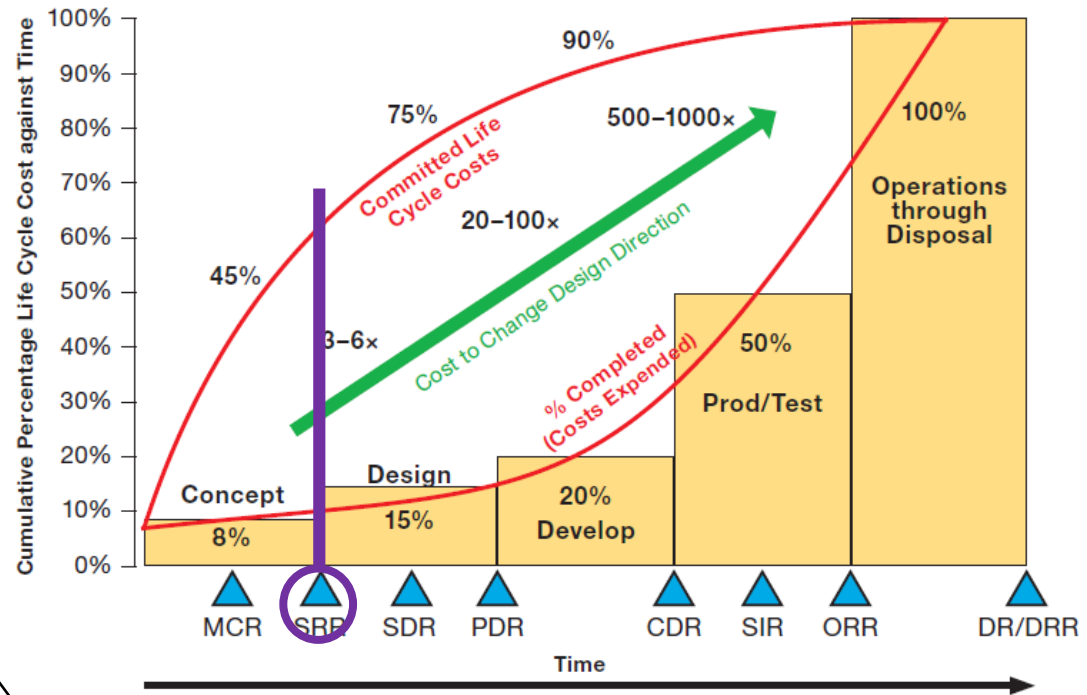 Cumulative Percentage Life Cycle Cost against Time
100%
90%
80%
70%
60%
50%
40%
30%
20%
10%
0%
90%
75%
500–1000×
100%
Committed Life
Cycle Costs
Operations
through
Disposal
20–100×
45%
Cost to Change Design Direction
3–6×
% Completed
(Costs Expended)
50%
Prod/Test
Concept
8%
Design
15%
20%
Develop
MCR
SRR
SDR
PDR
CDR
SIR
ORR
DR/DRR
Time